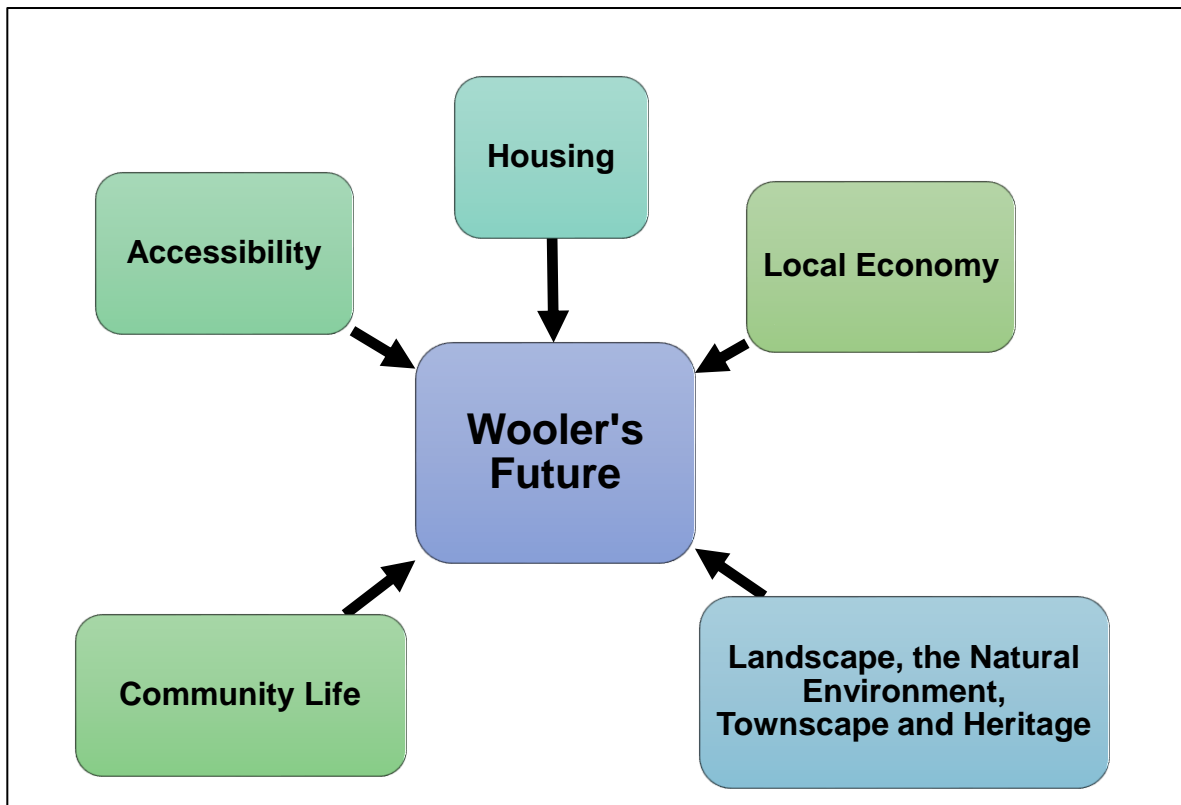 Housing
Accessibility
Local Economy
Wooler's
Future
Community Life
Landscape, the Natural
Environment,
Townscape and Heritage